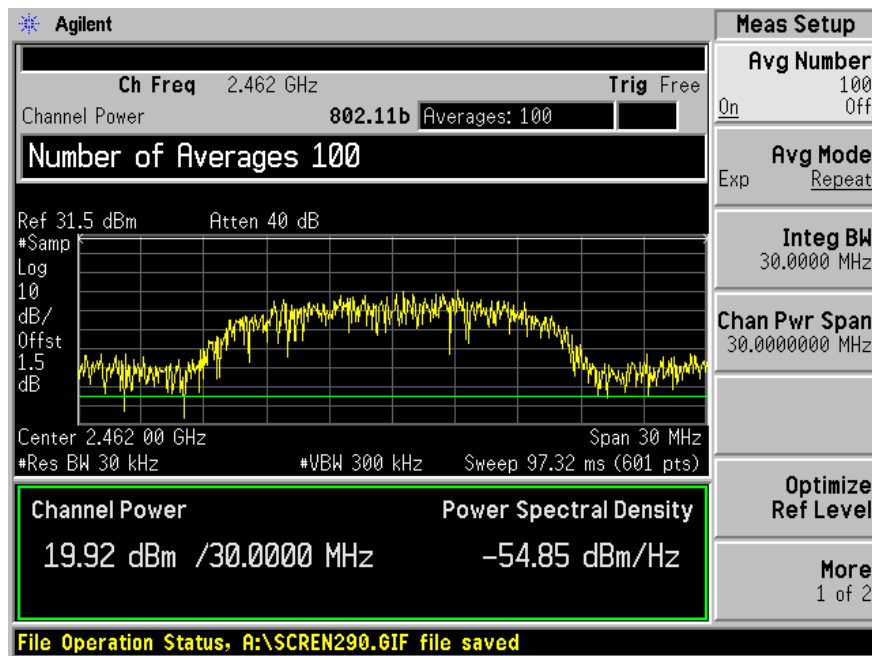 Agilent
Meas Setup
Ch Freq 2.462 GHz Trig Free
Channel Power 802.11b Averages: 100
Number of Averages 100
Ref 31.5 dBm Atten 40 dB
#Samp
Log
10
dB/
Offst
1.5
dB
Center 2.462 00 GHz Span 30 MHz
#Res BW 30 kHz #VBW 300 kHz Sweep 97.32 ms (601 pts)
Channel Power Power Spectral Density
19.92 dBm /30.0000 MHz -54.85 dBm/Hz
File Operation Status, A:\SCREN290.GIF file saved
Avg Number
100
On Off
Avg Mode
Exp Repeat
Integ BW
30.0000 MHz
Chan Pwr Span
30.0000000 MHz
Optimize
Ref Level
More
1 of 2